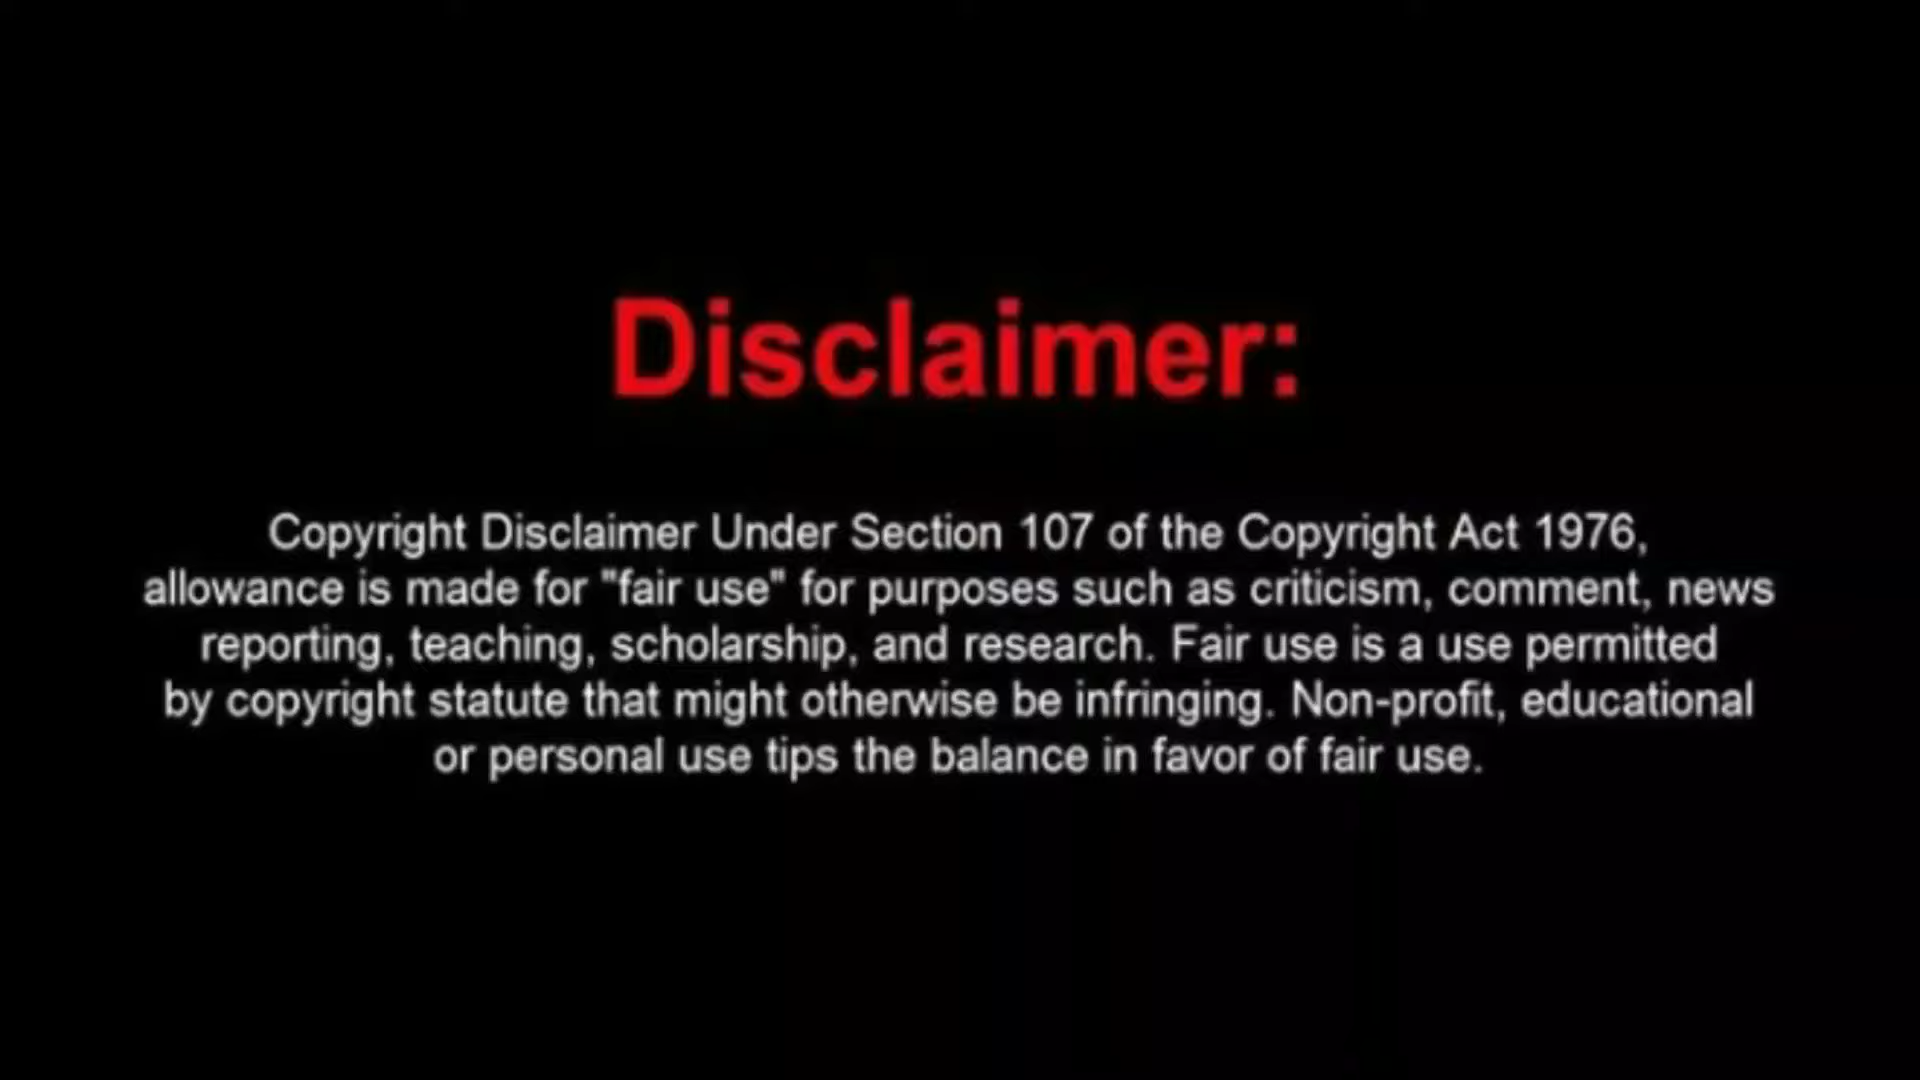 Disclaimer:
Copyright Disclaimer Under Section 107 of the Copyright Act 1976,
allowance is made for "fair use" for purposes such as criticism, comment, news
reporting, teaching, scholarship, and research. Fair use is a use permitted
by copyright statute that might otherwise be infringing. Non-profit, educational
or personal use tips the balance in favor of fair use.